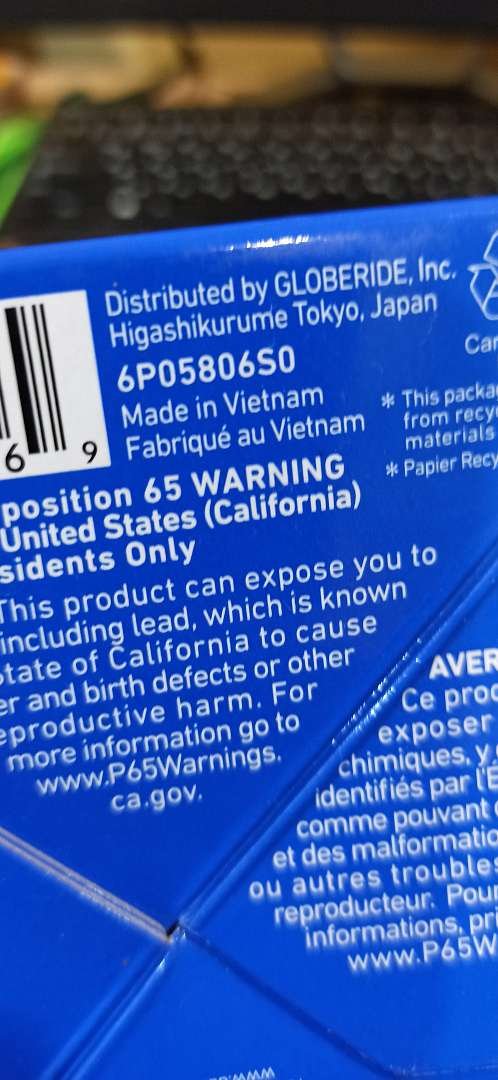 Distributed by GLOBERIDE, Inc.
Higashikurume Tokyo, Japan
6P05806S0
Made in Vietnam
Fabriqué au Vietnam
6 9
position 65 WARNING
United States (California)
sidents Only
This product can expose you to
including lead, which is known
State of California to cause
er and birth defects or other
eproductive harm. For
more information go to
www.P65Warnings.
ca.gov.
Car
* This packa
from recy
materials
* Papier Recy
AVER
Ce prod
exposer
chimiques, y
identifiés par l'É
comme pouvant
et des malformatio
ou autres troubles
reproducteur. Pour
informations, pri
www.P65W